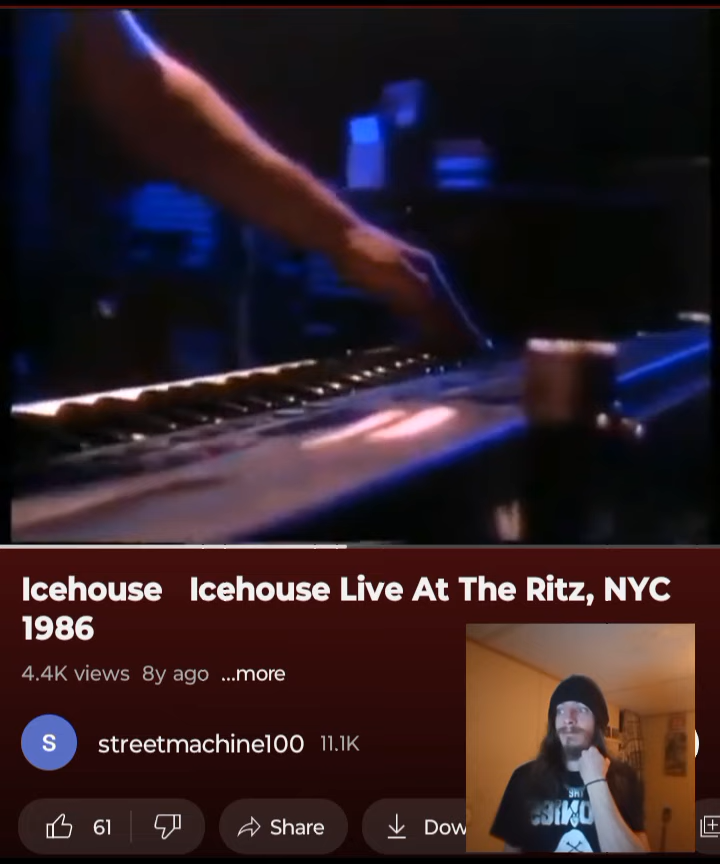 Icehouse Icehouse Live At The Ritz, NYC
1986
4.4K views 8y ago ...more
S streetmachine100 11.1K
61 Share Dow